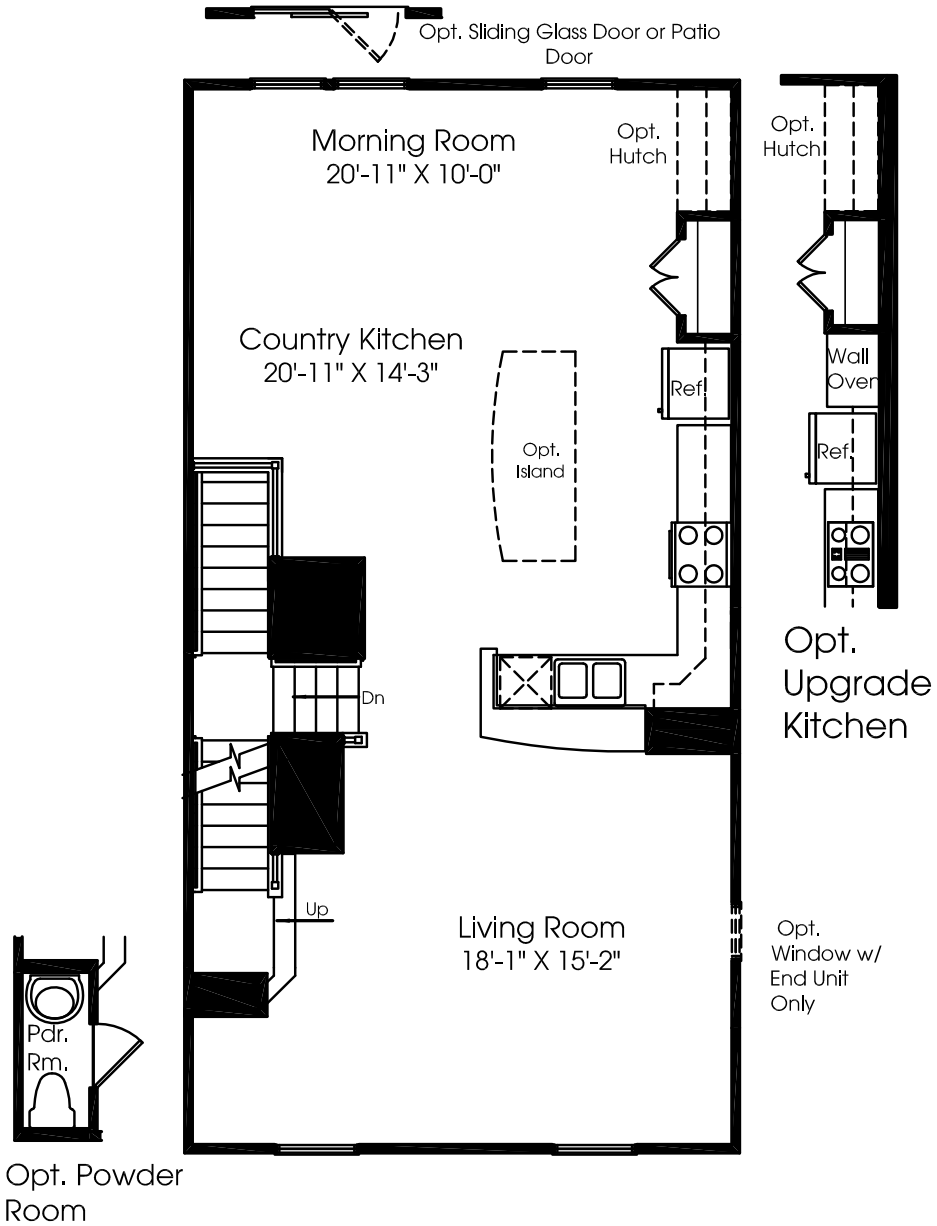 Opt. Sliding Glass Door or Patio
Door
Morning Room
20'-11" X 10'-0"
Opt.
Hutch
Opt.
Hutch
Country Kitchen
20'-11" X 14'-3"
Ref.
Wall
Oven
Opt.
Island
Ref.
Opt.
Upgrade
Kitchen
Dn
Up
Living Room
18'-1" X 15'-2"
Opt.
Window w/
End Unit
Only
Pdr.
Rm.
Opt. Powder
Room